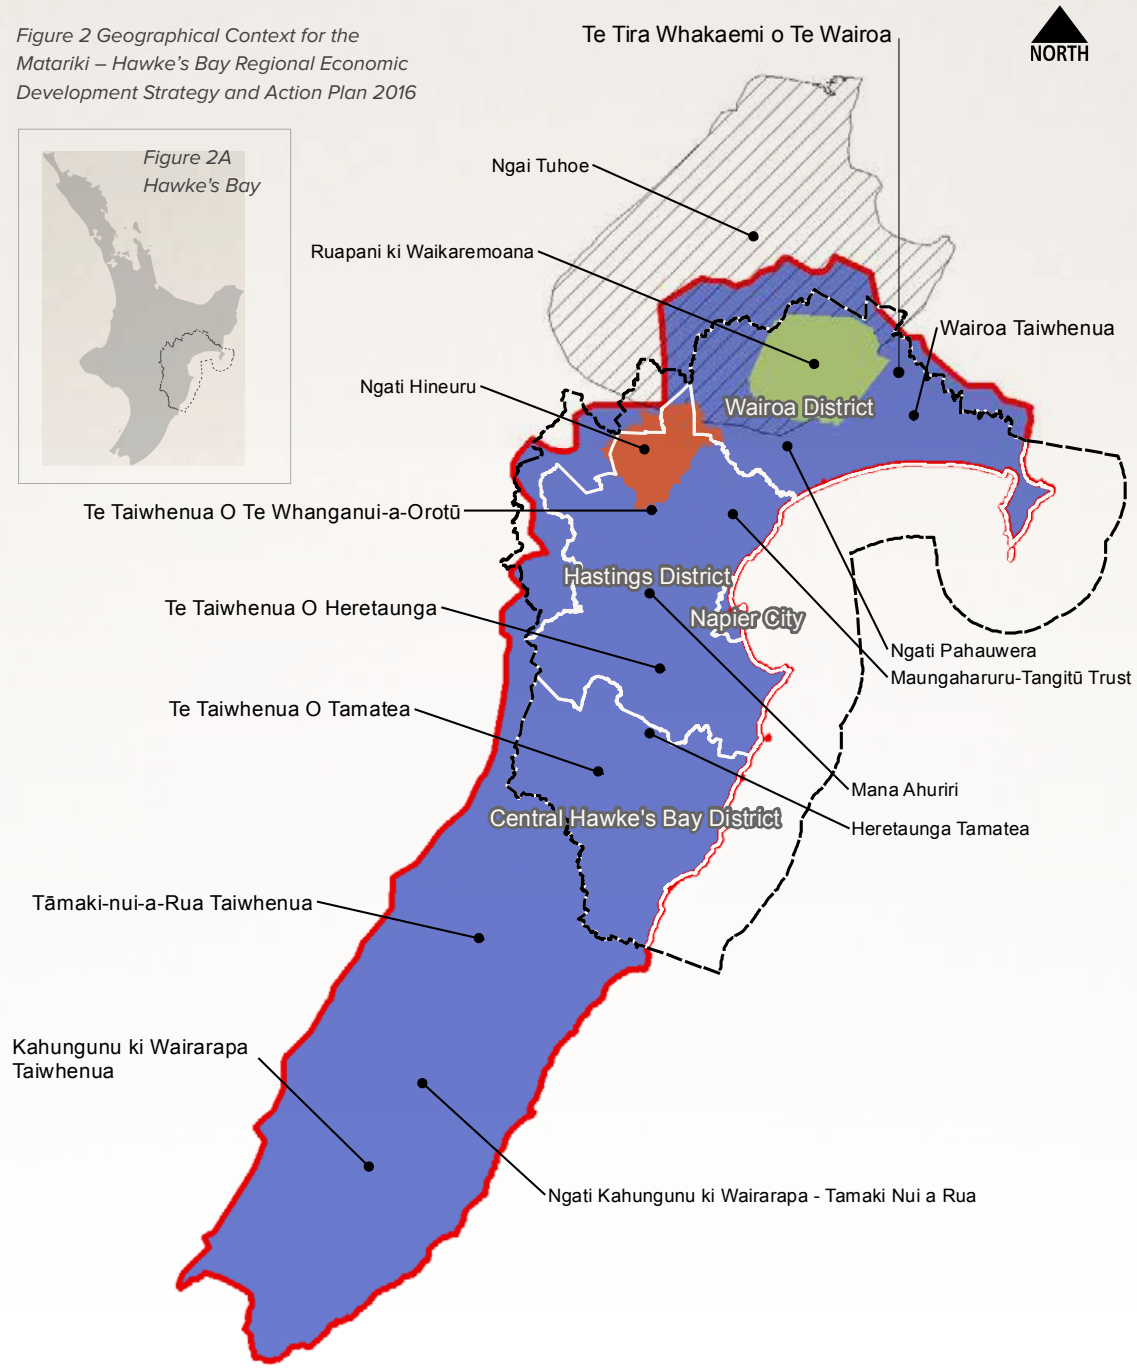 Figure 2 Geographical Context for the
Matariki – Hawke's Bay Regional Economic
Development Strategy and Action Plan 2016
Te Tira Whakaemi o Te Wairoa
NORTH
Figure 2A
Hawke's Bay
Ngai Tuhoe
Ruapani ki Waikaremoana
Wairoa Taiwhenua
Ngati Hineuru
Wairoa District
Te Taiwhenua O Te Whanganui-a-Orotū
Hastings District
Te Taiwhenua O Heretaunga
Napier City
Ngati Pahauwera
Maungaharuru-Tangitū Trust
Te Taiwhenua O Tamatea
Mana Ahuriri
Central Hawke's Bay District
Heretaunga Tamatea
Tāmaki-nui-a-Rua Taiwhenua
Kahungunu ki Wairarapa
Taiwhenua
Ngati Kahungunu ki Wairarapa - Tamaki Nui a Rua